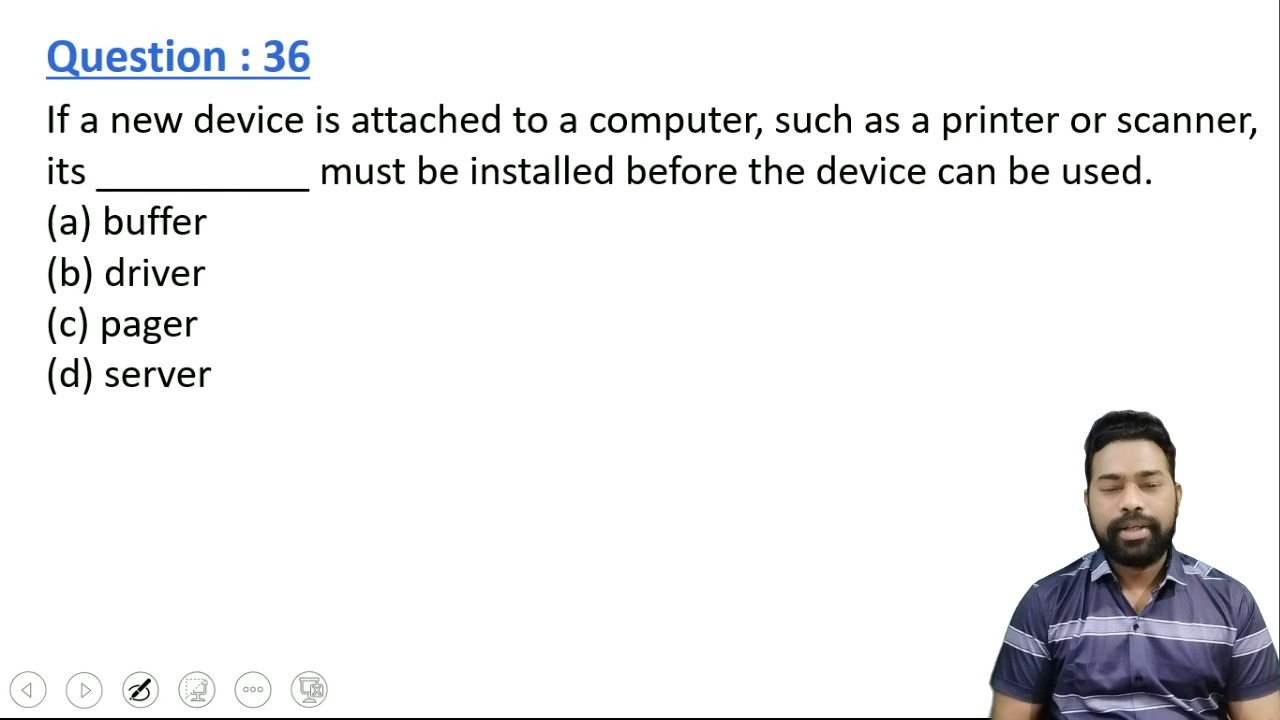 Question : 36
If a new device is attached to a computer, such as a printer or scanner,
its __________ must be installed before the device can be used.
(a) buffer
(b) driver
(c) pager
(d) server